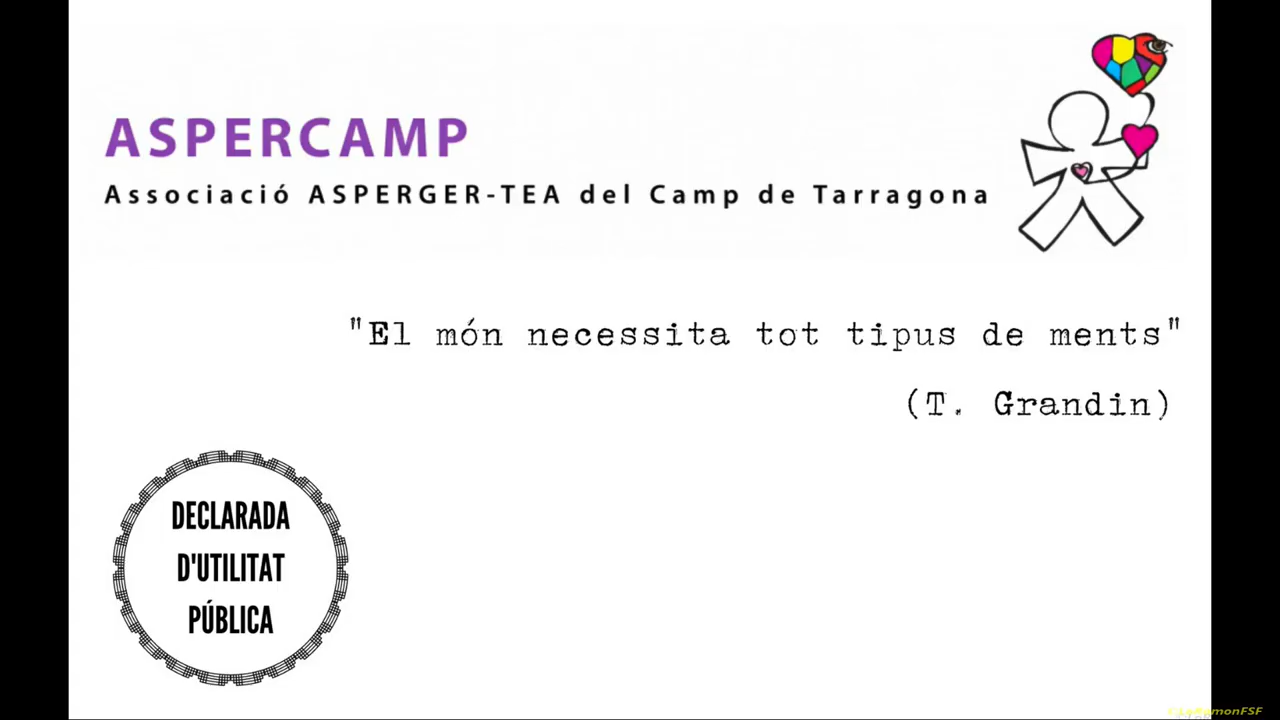 ASPERCAMP
Associació ASPERGER-TEA del Camp de Tarragona
"El món necessita tot tipus de ments"
(T. Grandin)
DECLARADA
D'UTILITAT
PÚBLICA